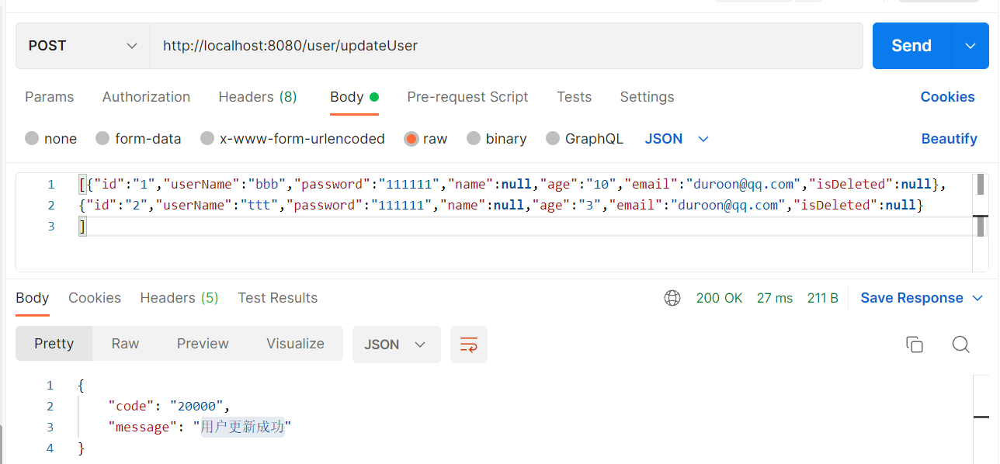 POST http://localhost:8080/user/updateUser Send
Params Authorization Headers (8) Body Pre-request Script Tests Settings Cookies
none form-data x-www-form-urlencoded raw binary GraphQL JSON Beautify
1 [{"id":"1","userName":"bbb","password":"111111","name":null,"age":"10","email":"duroon@qq.com","isDeleted":null},
2 {"id":"2","userName":"ttt","password":"111111","name":null,"age":"3","email":"duroon@qq.com","isDeleted":null}
3 ]
Body Cookies Headers (5) Test Results 200 OK 27 ms 211 B Save Response
Pretty Raw Preview Visualize JSON
1 {
2 "code": "20000",
3 "message": "用户更新成功"
4 }